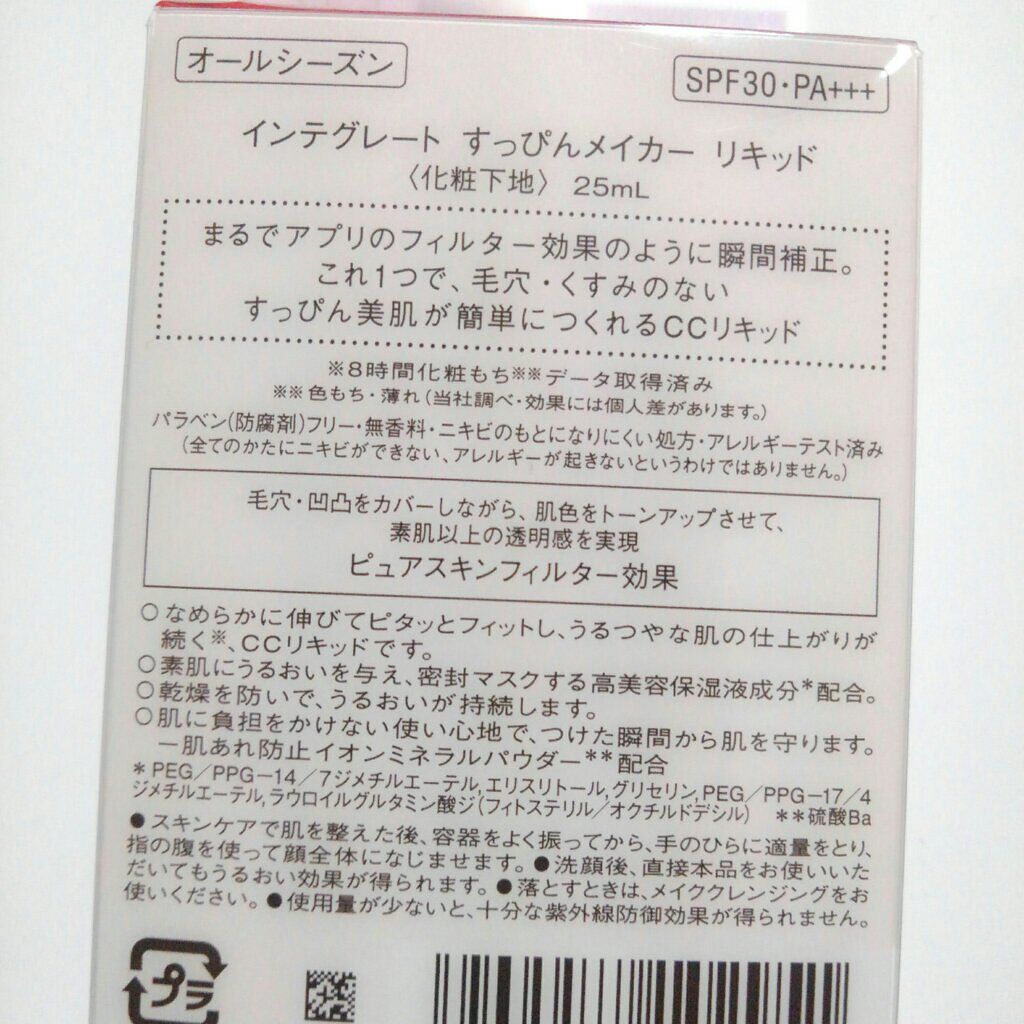 オールシーズン
SPF30・PA+++
インテグレート すっぴんメイカー リキッド
〈化粧下地〉 25mL
まるでアプリのフィルター効果のように瞬間補正。
これ1つで、毛穴・くすみのない
すっぴん美肌が簡単につくれるCCリキッド
※8時間化粧もち※※データ取得済み
※※ 色もち・薄れ(当社調べ・効果には個人差があります。)
パラベン(防腐剤)フリー・無香料・ニキビのもとになりにくい処方・アレルギーテスト済み
(全てのかたにニキビができない、アレルギーが起きないというわけではありません。)
毛穴・凹凸をカバーしながら、肌色をトーンアップさせて、
素肌以上の透明感を実現
ピュアスキンフィルター効果
○なめらかに伸びてピタッとフィットし、うるつやな肌の仕上がりが
続く※、CCリキッドです。
○素肌にうるおいを与え、密封マスクする高美容保湿液成分*配合。
○乾燥を防いで、うるおいが持続します。
○肌に負担をかけない使い心地で、つけた瞬間から肌を守ります。
ー肌あれ防止イオンミネラルパウダー**配合
*PEG/PPG-14/7ジメチルエーテル,エリスリトール,グリセリン,PEG/PPG-17/4
ジメチルエーテル,ラウロイルグルタミン酸ジ(フィトステリル/オクチルドデシル) **硫酸Ba
●スキンケアで肌を整えた後、容器をよく振ってから、手のひらに適量をとり、
指の腹を使って顔全体になじませます。●洗顔後、直接本品をお使いいた
だいてもうるおい効果が得られます。●落とすときは、メイククレンジングをお
使いください。●使用量が少ないと、十分な紫外線防御効果が得られません。
プラ